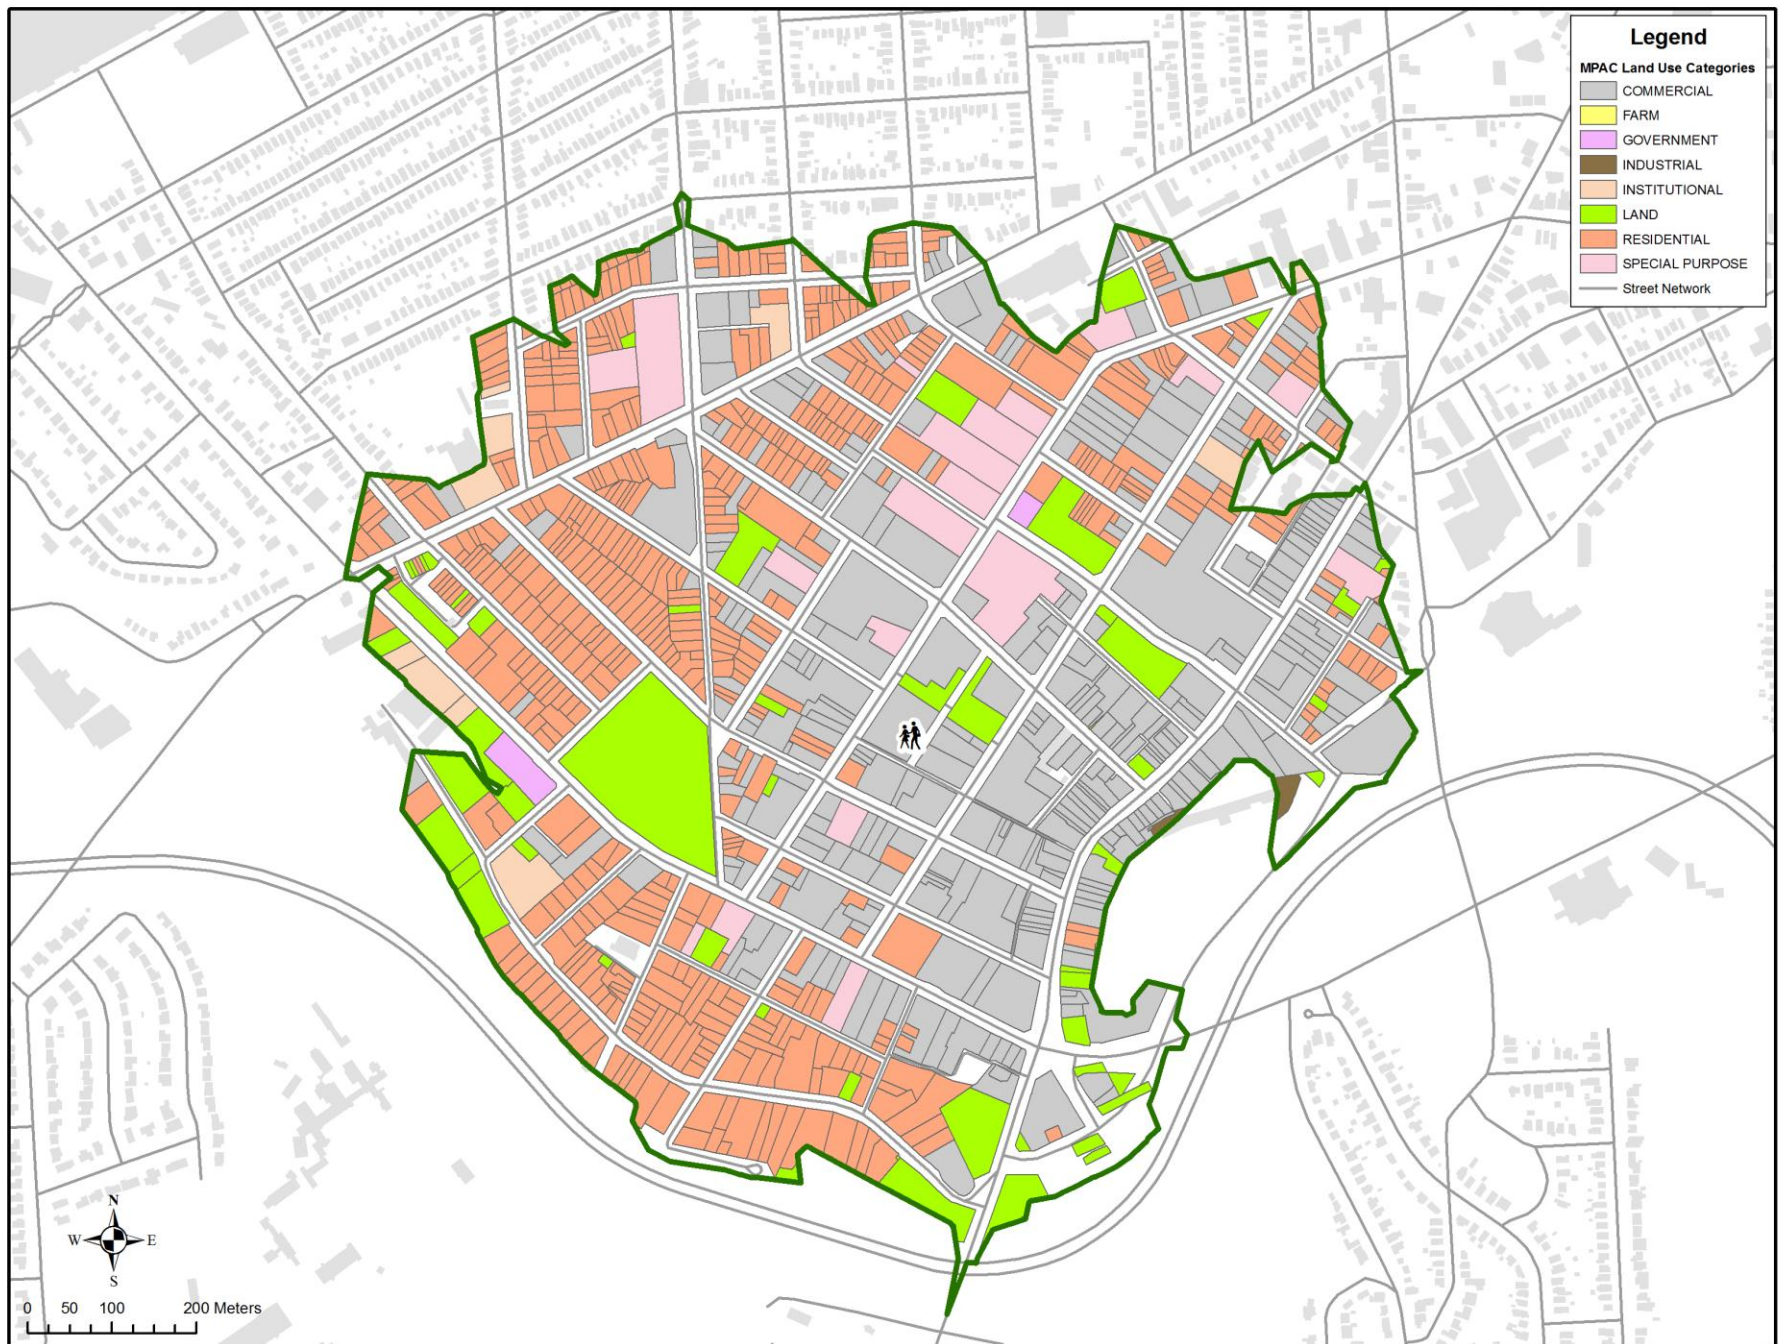 Legend
MPAC Land Use Categories
COMMERCIAL
FARM
GOVERNMENT
INDUSTRIAL
INSTITUTIONAL
LAND
RESIDENTIAL
SPECIAL PURPOSE
Street Network
N
W E
S
0 50 100 200 Meters